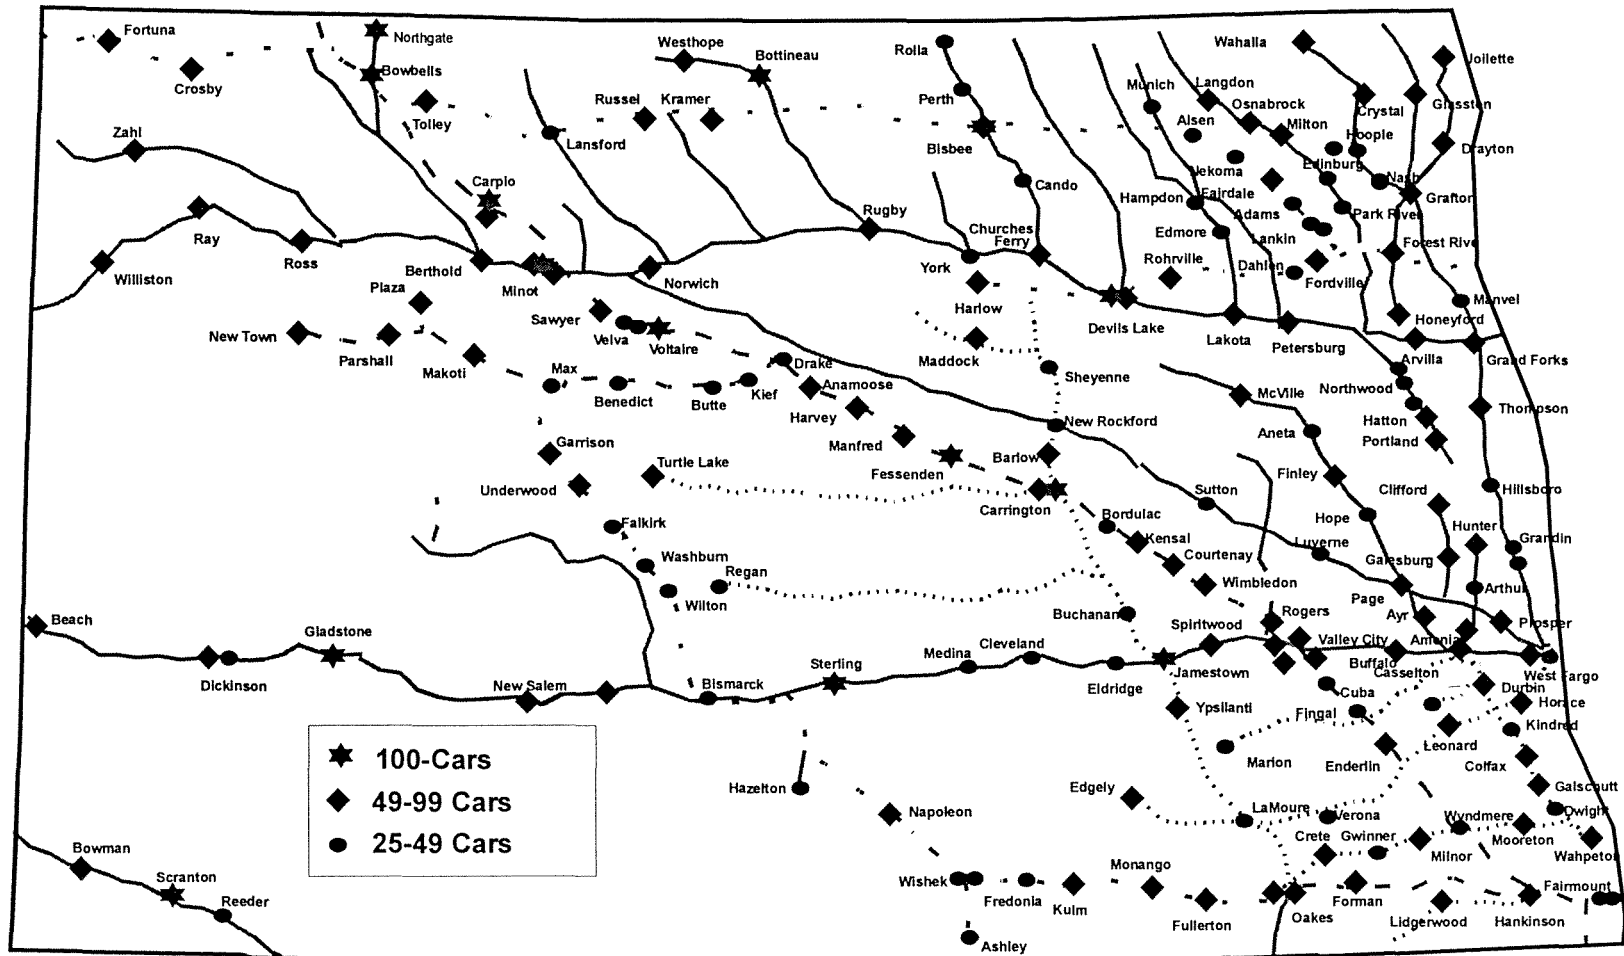 Fortuna
Northgate
Westhope
Bottineau
Rolla
Wahalla
Joilette
Crosby
Bowbells
Tolley
Russel
Kramer
Perth
Munich
Langdon
Osnabrock
Crystal
Glasston
Zahl
Lansford
Bisbee
Alsen
Milton
Hoople
Drayton
Edinburg
Nekoma
Nash
Carpio
Cando
Hampdon
Fairdale
Grafton
Adams
Park River
Rugby
Churches
Ferry
Edmore
Lankin
Forest Rive
Ray
Ross
Berthold
York
Rohrville
Dahlen
Fordville
Williston
Plaza
Minot
Norwich
Harlow
Manvel
New Town
Parshall
Makoti
Sawyer
Velva
Voltaire
Maddock
Devils Lake
Lakota
Petersburg
Honeyford
Arvilla
Grand Forks
Max
Benedict
Butte
Kief
Drake
Anamoose
Harvey
Sheyenne
McVille
Northwood
Hatton
Thompson
Portland
Garrison
Manfred
Fessenden
New Rockford
Aneta
Underwood
Turtle Lake
Barlow
Carrington
Finley
Clifford
Hillsboro
Sutton
Hope
Hunter
Falkirk
Bordulac
Kensal
Luverne
Galesburg
Grandin
Washburn
Regan
Courtenay
Wimbledon
Wilton
Page
Arthur
Beach
Gladstone
Buchanan
Spiritwood
Rogers
Ayr
Prosper
Dickinson
New Salem
Bismarck
Sterling
Medina
Cleveland
Eldridge
Jamestown
Valley City
Buffalo
Amenia
Casselton
West Fargo
Cuba
Durbin
Horace
Ypsilanti
Fingal
Kindred
Marion
Enderlin
Leonard
Colfax
100-Cars
49-99 Cars
25-49 Cars
Hazelton
Napoleon
Edgely
LaMoure
Verona
Galscutt
Dwight
Crete
Gwinner
Wyndmere
Milnor
Mooreton
Wahpeton
Bowman
Scranton
Reeder
Wishek
Fredonia
Kulm
Monango
Fullerton
Oakes
Forman
Lidgerwood
Hankinson
Fairmount
Ashley